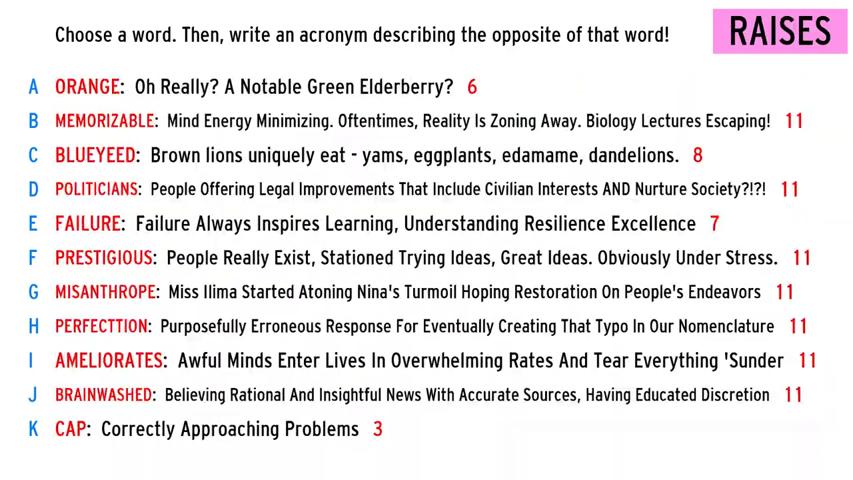 Choose a word. Then, write an acronym describing the opposite of that word!
RAISES
A ORANGE: Oh Really? A Notable Green Elderberry? 6
B MEMORIZABLE: Mind Energy Minimizing. Oftentimes, Reality Is Zoning Away. Biology Lectures Escaping! 11
C BLUEYEED: Brown lions uniquely eat - yams, eggplants, edamame, dandelions. 8
D POLITICIANS: People Offering Legal Improvements That Include Civilian Interests AND Nurture Society?!?! 11
E FAILURE: Failure Always Inspires Learning, Understanding Resilience Excellence 7
F PRESTIGIOUS: People Really Exist, Stationed Trying Ideas, Great Ideas. Obviously Under Stress. 11
G MISANTHROPE: Miss Ilima Started Atoning Nina's Turmoil Hoping Restoration On People's Endeavors 11
H PERFECTTION: Purposefully Erroneous Response For Eventually Creating That Typo In Our Nomenclature 11
I AMELIORATES: Awful Minds Enter Lives In Overwhelming Rates And Tear Everything 'Sunder 11
J BRAINWASHED: Believing Rational And Insightful News With Accurate Sources, Having Educated Discretion 11
K CAP: Correctly Approaching Problems 3